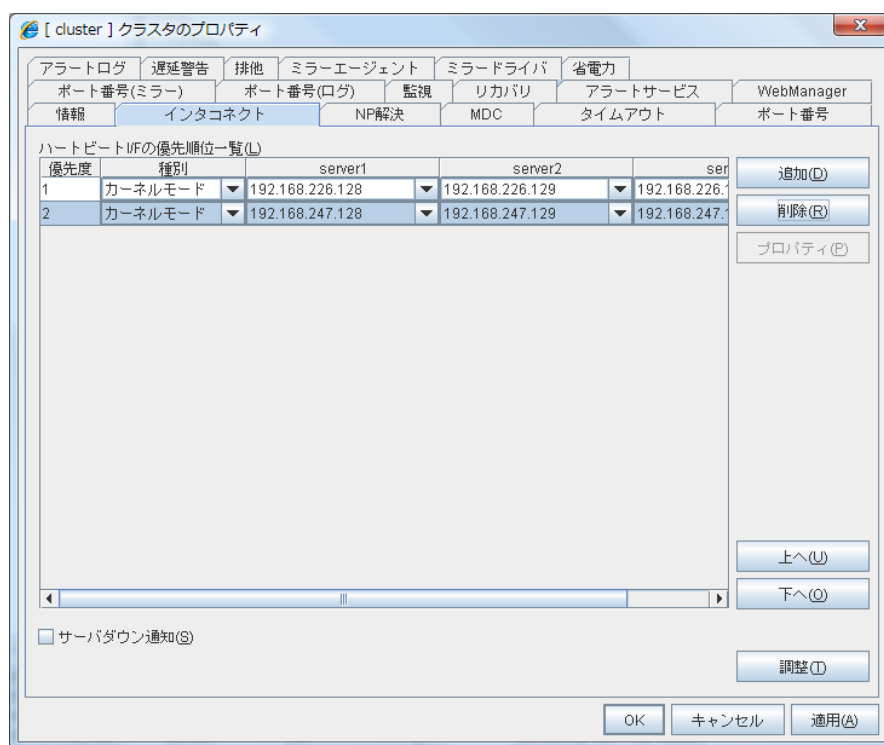 [ cluster ] クラスタのプロパティ
アラートログ 遅延警告 排他 ミラーエージェント ミラードライバ 省電力
ポート番号(ミラー) ポート番号(ログ) 監視 リカバリ アラートサービス WebManager
情報 インタコネクト NP解決 MDC タイムアウト ポート番号
ハートビートI/Fの優先順位一覧(L)
優先度 種別 server1 server2 ser
1 カーネルモード 192.168.226.128 192.168.226.129 192.168.226.1
2 カーネルモード 192.168.247.128 192.168.247.129 192.168.247.1
追加(D)
削除(R)
プロパティ(P)
上へ(U)
下へ(O)
サーバダウン通知(S)
調整(T)
OK キャンセル 適用(A)